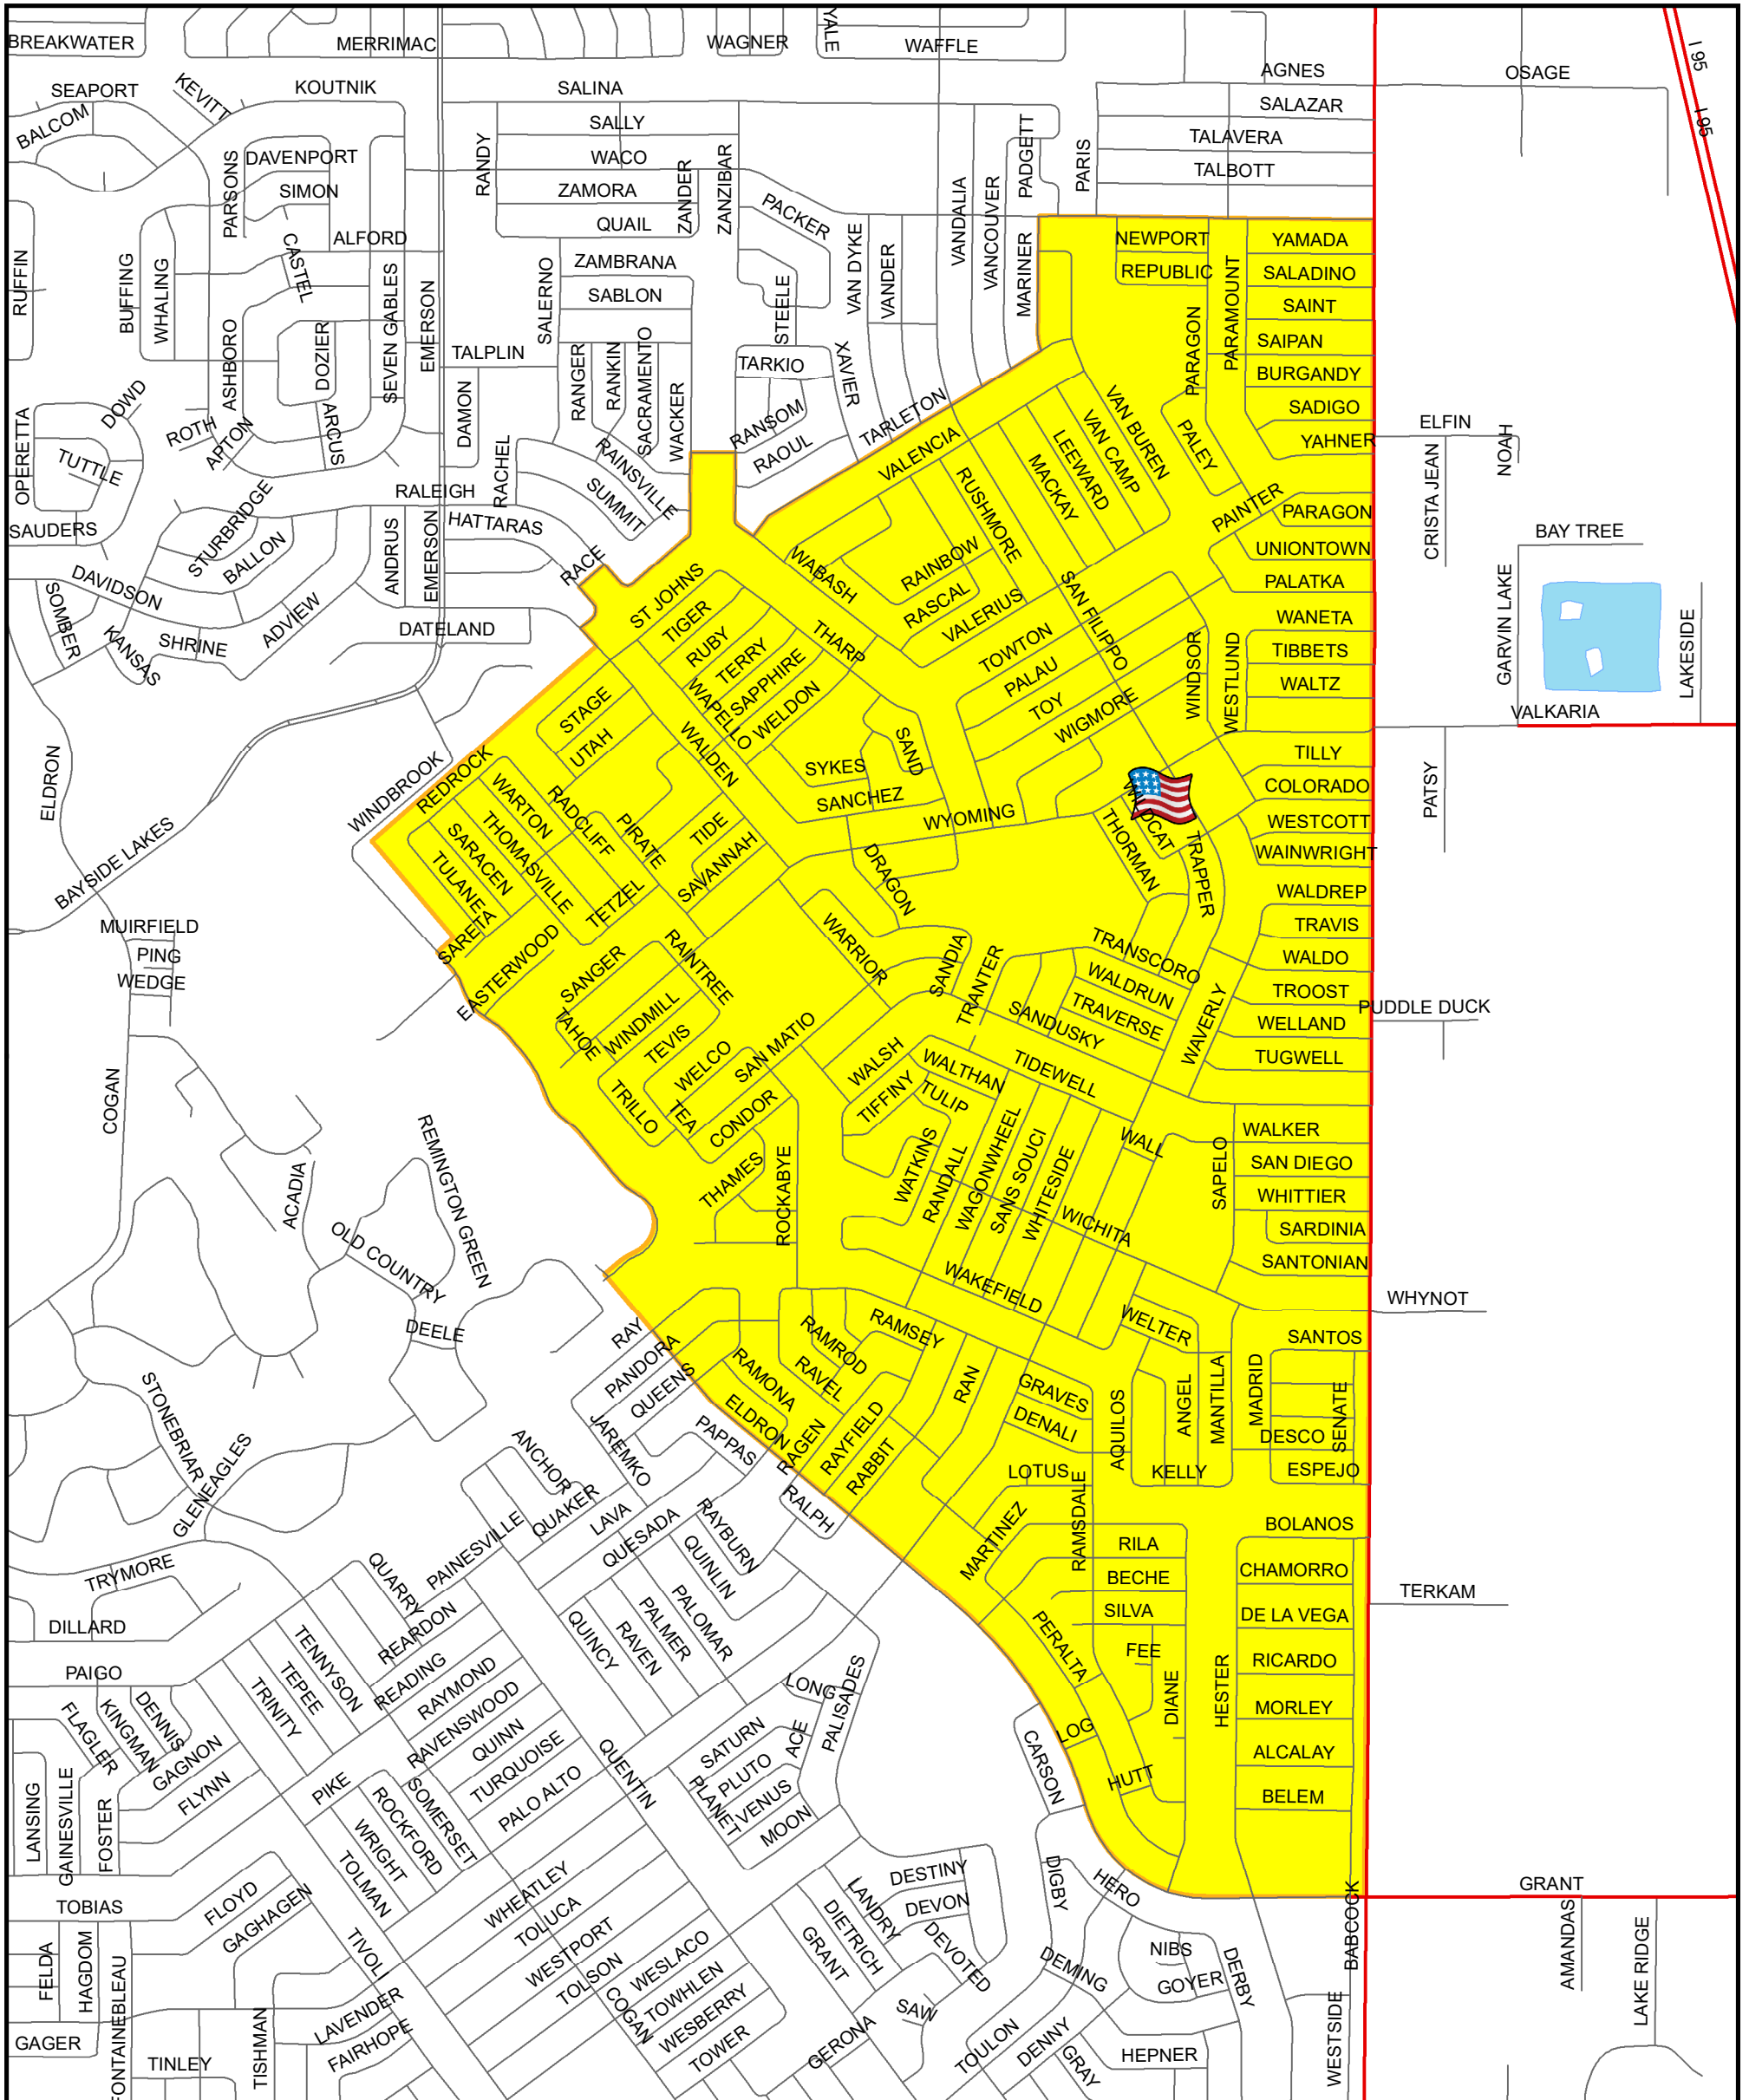 BREAKWATER
MERRIMAC
WAGNER
YALE
WAFFLE
I 95
SEAPORT
KEVITT
KOUTNIK
SALINA
AGNES
OSAGE
BALCOM
SALLY
PADGETT
SALAZAR
I 95
PARSONS
DAVENPORT
RANDY
WACO
ZANDER
ZANZIBAR
PARIS
TALAVERA
SIMON
ZAMORA
PACKER
VANDALIA
VANCOUVER
TALBOTT
QUAIL
RUFFIN
BUFFING
WHALING
CASTEL
ALFORD
SEVEN GABLES
EMERSON
SALERNO
ZAMBRANA
SABLON
STEELE
VAN DYKE
VANDER
MARINER
NEWPORT
REPUBLIC
PARAMOUNT
YAMADA
SALADINO
SAINT
ASHBORO
DOZIER
TALPLIN
RANGER
RANKIN
SACRAMENTO
WACKER
TARKIO
XAVIER
PARAGON
SAIPAN
BURGANDY
OPERETTA
DOWD
ROTH
APTON
ARCUS
DAMON
RACHEL
RAINSVILLE
RANSOM
RAOUL
TARLETON
VALENCIA
VAN BUREN
VAN CAMP
LEEWARD
MACKAY
PALEY
SADIGO
YAHNER
ELFIN
NOAH
CRISTA JEAN
TUTTLE
STURBRIDGE
RALEIGH
SUMMIT
RUSHMORE
PAINTER
PARAGON
SAUDERS
BALLON
ANDRUS
EMERSON
HATTARAS
RACE
UNIONTOWN
BAY TREE
SOMBER
DAVIDSON
KANSAS
SHRINE
ADVIEW
DATELAND
ST JOHNS
TIGER
RUBY
TERRY
SAPPHIRE
WELDON
WAPELLO
WABASH
THARP
RAINBOW
RASCAL
VALERIUS
SAN FILIPPO
PALATKA
WANETA
GARVIN LAKE
LAKESIDE
TOWTON
PALAU
TOY
WIGMORE
WINDSOR
WESTLUND
TIBBETS
WALTZ
VALKARIA
ELDRON
WINDBROOK
REDROCK
STAGE
UTAH
WALDEN
SYKES
SAND
SANCHEZ
WYOMING
TILLY
COLORADO
PATSY
BAYSIDE LAKES
WARTON
RADCLIFF
THOMASVILLE
SARACEN
TULANE
PIRATE
TIDE
SAVANNAH
TETZEL
DRAGON
THORMAN
TRAPPER
WESTCOTT
WAINWRIGHT
WALDREP
MUIRFIELD
PING
WEDGE
SARETA
EASTERWOOD
SANGER
RAINTREE
WARRIOR
SANDIA
TRANTER
TRANSCORO
TRAVIS
WALDO
TAHOE
WINDMILL
TEVIS
WELCO
SAN MATIO
WALDRUN
TRAVERSE
SANDUSKY
WAVERLY
TROOST
WELLAND
TUGWELL
PUDDLE DUCK
COGAN
TRILLO
TEA
CONDOR
WALSH
TIFFINY
WALTHAN
TULIP
TIDEWELL
REMINGTON GREEN
ACADIA
THAMES
ROCKABYE
WATKINS
RANDALL
WAGONWHEEL
SANS SOUCI
WHITESIDE
WALL
SAPELO
WALKER
SAN DIEGO
WHITTIER
SARDINIA
OLD COUNTRY
WICHITA
WAKEFIELD
SANTONIAN
WHYNOT
DEELE
RAY
PANDORA
QUEENS
RAMONA
RAMROD
RAVEL
RAMSEY
WELTER
SANTOS
STONEBRIAR
GLENEAGLES
ANCHOR
JAREMKO
PAPPAS
ELDRON
RAGEN
RAYFIELD
RABBIT
RAN
GRAVES
DENALI
AQUILOS
ANGEL
MANTILLA
MADRID
SENATE
DESCO
LOTUS
KELLY
ESPEJO
PAINESVILLE
QUAKER
LAVA
QUESADA
RAYBURN
RALPH
QUINLIN
MARTINEZ
RAMSDALE
BOLANOS
TRYMORE
QUARRY
RILA
BECHE
SILVA
CHAMORRO
TERKAM
DILLARD
TENNYSON
REARDON
QUINCY
RAVEN
PALMER
PALOMAR
PERALTA
FEE
DE LA VEGA
PAIGO
TEPEE
TRINITY
READING
RAYMOND
RAVENSWOOD
LONG
PALISADES
DIANE
HESTER
RICARDO
FLAGLER
KINGMAN
DENNIS
GAGNON
FLYNN
QUINN
TURQUOISE
PALO ALTO
QUENTIN
SATURN
PLUTO
ACE
VENUS
PLANET
MOON
CARSON
LOG
HUTT
MORLEY
ALCALAY
BELEM
LANSING
GAINESVILLE
FOSTER
PIKE
ROCKFORD
SOMERSET
WRIGHT
TOLMAN
TOBIAS
FLOYD
GAGHAGEN
WHEATLEY
TOLUCA
WESTPORT
TOLSON
LANDRY
DESTINY
DEVON
DIETRICH
DIGBY
HERO
BABCOCK
GRANT
FELDA
HAGDOM
FONTAINEBLEAU
TIVOLI
COGAN
WESLACO
TOWHLEN
WESBERRY
TOWER
GRANT
DEVOTED
DEMING
NIBS
GOYER
DERBY
AMANDAS
LAKE RIDGE
GAGER
TINLEY
TISHMAN
LAVENDER
FAIRHOPE
GERONA
SAW
TOULON
DENNY
GRAY
HEPNER
WESTSIDE